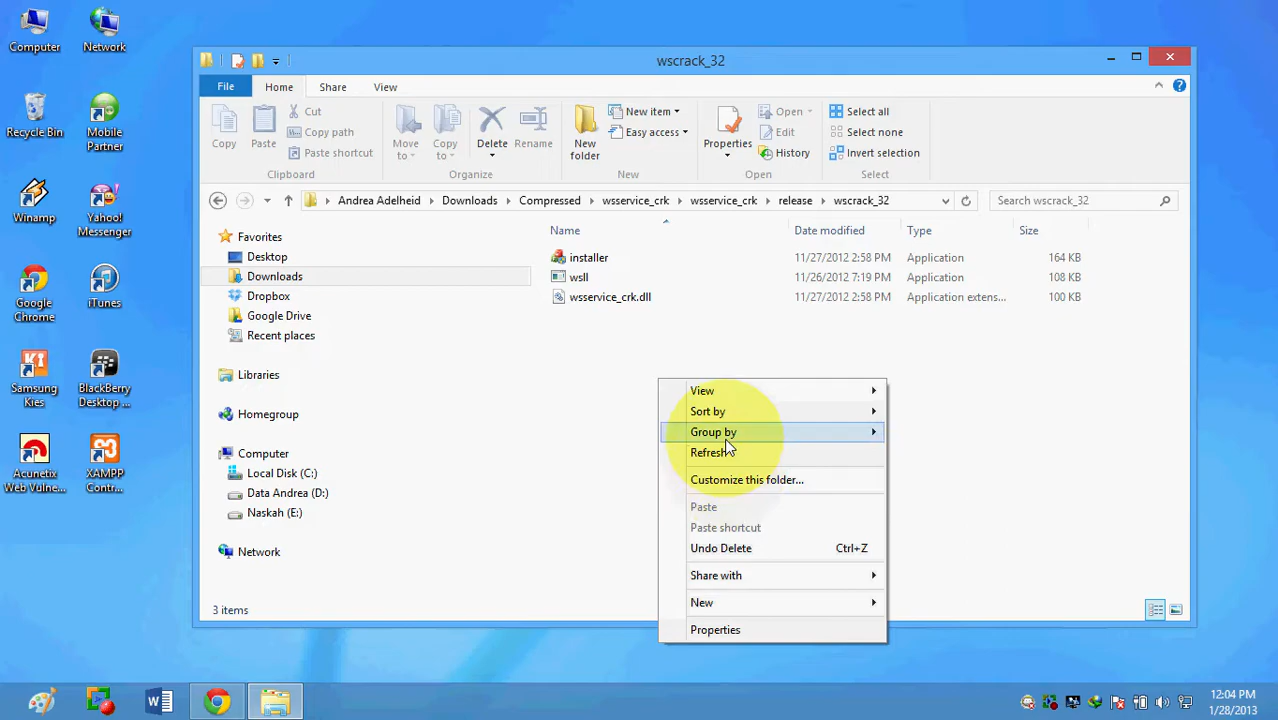 Computer
Network
Recycle Bin
Mobile
Partner
Winamp
Yahoo!
Messenger
Google
Chrome
iTunes
Samsung
Kies
BlackBerry
Desktop ...
Acunetix
Web Vulne...
XAMPP
Contr...
wscrack_32
File
Home
Share
View
Copy
Paste
Cut
Copy path
Paste shortcut
Clipboard
Move
to
Copy
to
Delete
Rename
Organize
New
folder
New item
Easy access
New
Properties
Open
Edit
History
Open
Select all
Select none
Invert selection
Select
Andrea Adelheid
Downloads
Compressed
wsservice_crk
wsservice_crk
release
wscrack_32
Search wscrack_32
Favorites
Desktop
Downloads
Dropbox
Google Drive
Recent places
Libraries
Homegroup
Computer
Local Disk (C:)
Data Andrea (D:)
Naskah (E:)
Network
Name
Date modified
Type
Size
installer
11/27/2012 2:58 PM
Application
164 KB
wsll
11/26/2012 7:19 PM
Application
108 KB
wsservice_crk.dll
11/27/2012 2:58 PM
Application extens...
100 KB
View
Sort by
Group by
Refresh
Customize this folder...
Paste
Paste shortcut
Undo Delete
Ctrl+Z
Share with
New
Properties
3 items
12:04 PM
1/28/2013